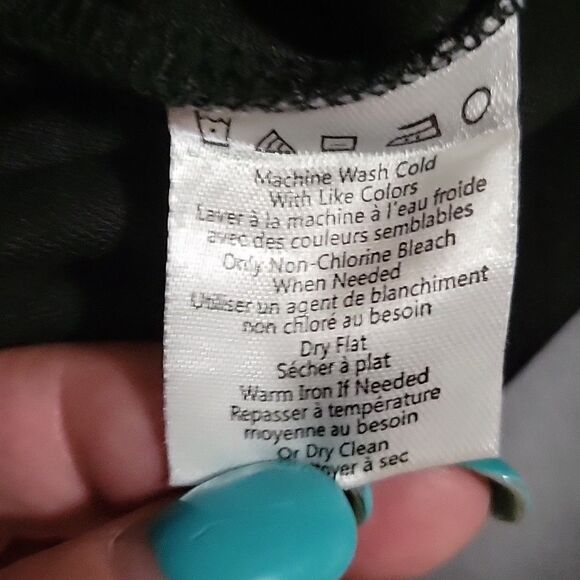 Machine Wash Cold
With Like Colors
Laver à la machine à l'eau froide
avec des couleurs semblables
Only Non-Chlorine Bleach
When Needed
Utiliser un agent de blanchiment
non chloré au besoin
Dry Flat
Sécher à plat
Warm Iron If Needed
Repasser à température
moyenne au besoin
Or Dry Clean
à sec